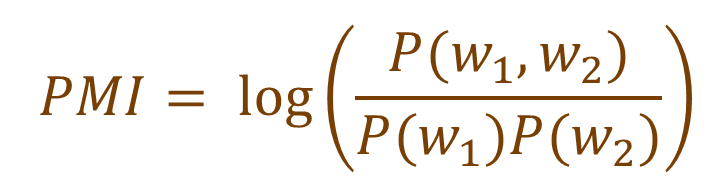 PMI = log(P(w₁, w₂) / P(w₁)P(w₂))